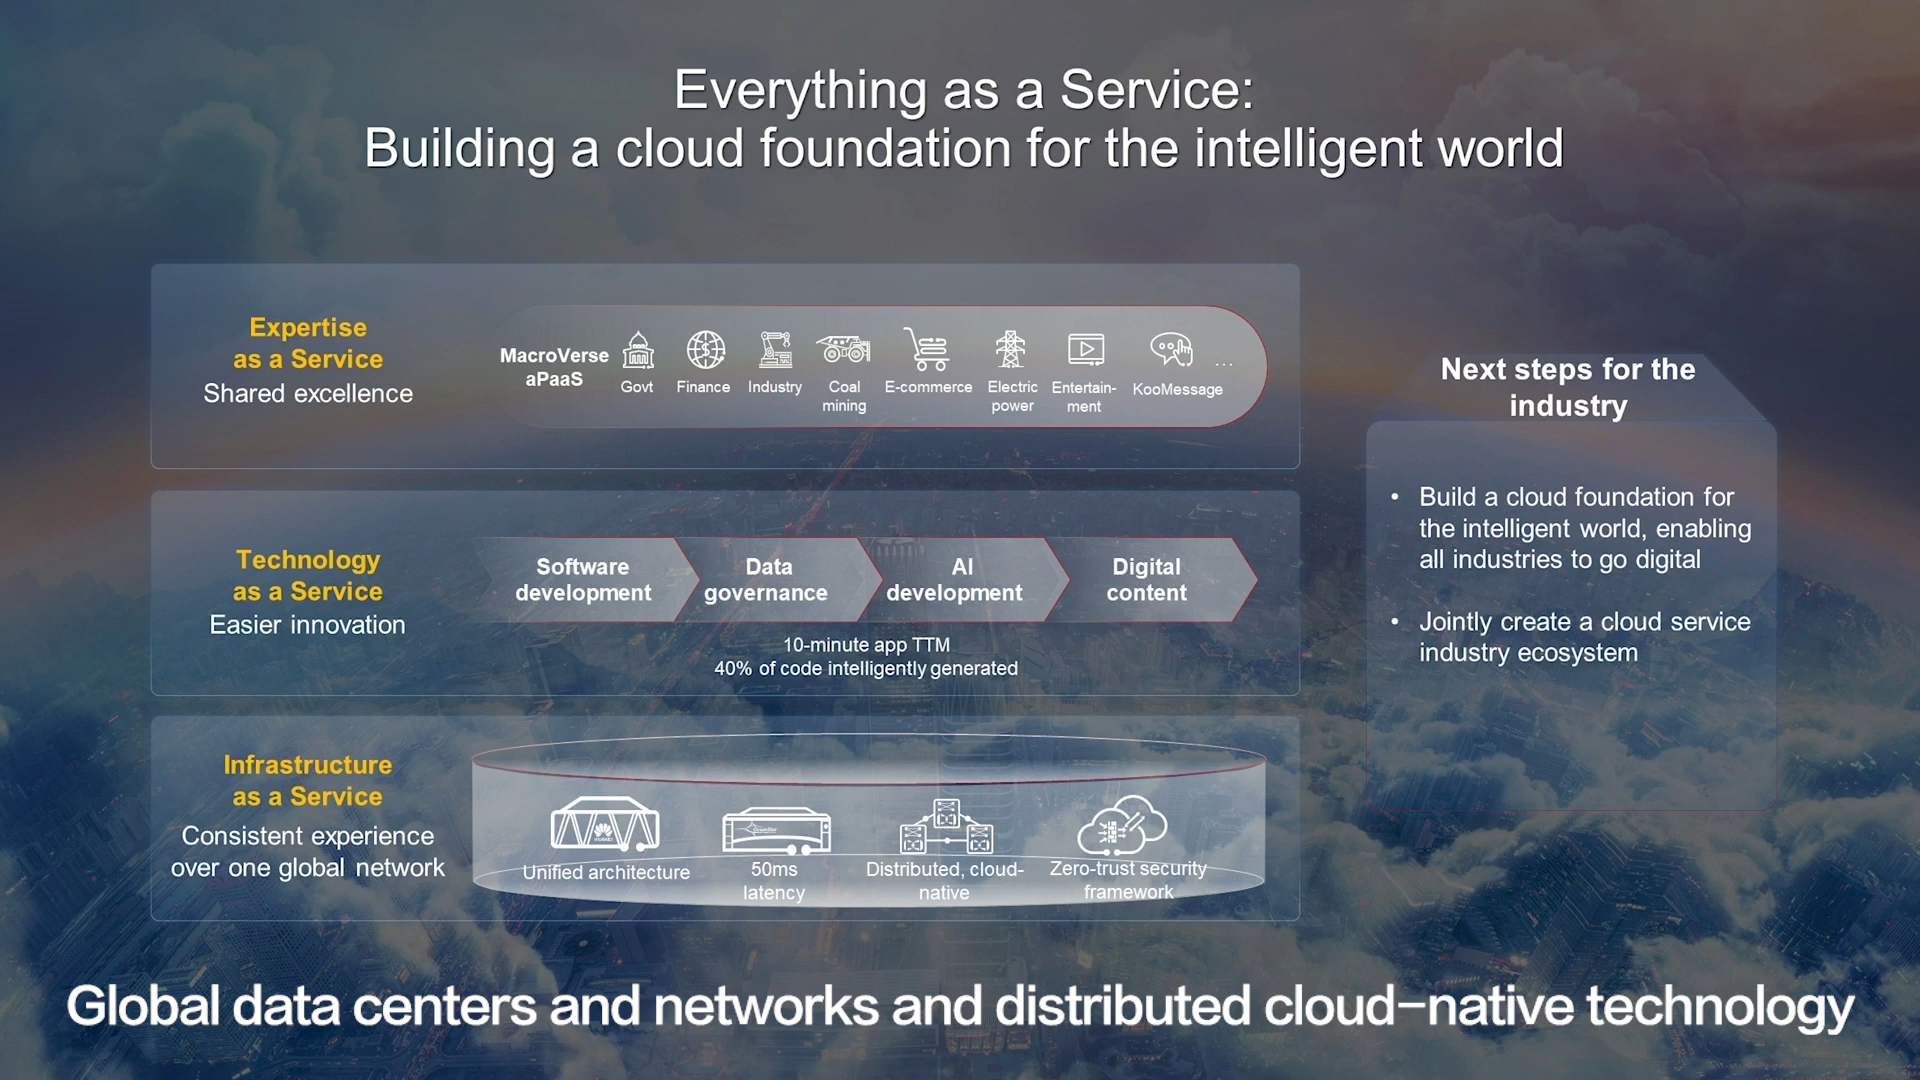 Everything as a Service:
Building a cloud foundation for the intelligent world
Expertise
as a Service
Shared excellence
MacroVerse
aPaaS
Govt
Finance
Industry
Coal
mining
E-commerce
Electric
power
Entertain-
ment
KooMessage
...
Technology
as a Service
Easier innovation
Software
development
Data
governance
AI
development
Digital
content
10-minute app TTM
40% of code intelligently generated
Infrastructure
as a Service
Consistent experience
over one global network
HUAWEI
Unified architecture
50ms
latency
Distributed, cloud-
native
Zero-trust security
framework
Next steps for the
industry
• Build a cloud foundation for
the intelligent world, enabling
all industries to go digital
• Jointly create a cloud service
industry ecosystem
Global data centers and networks and distributed cloud-native technology